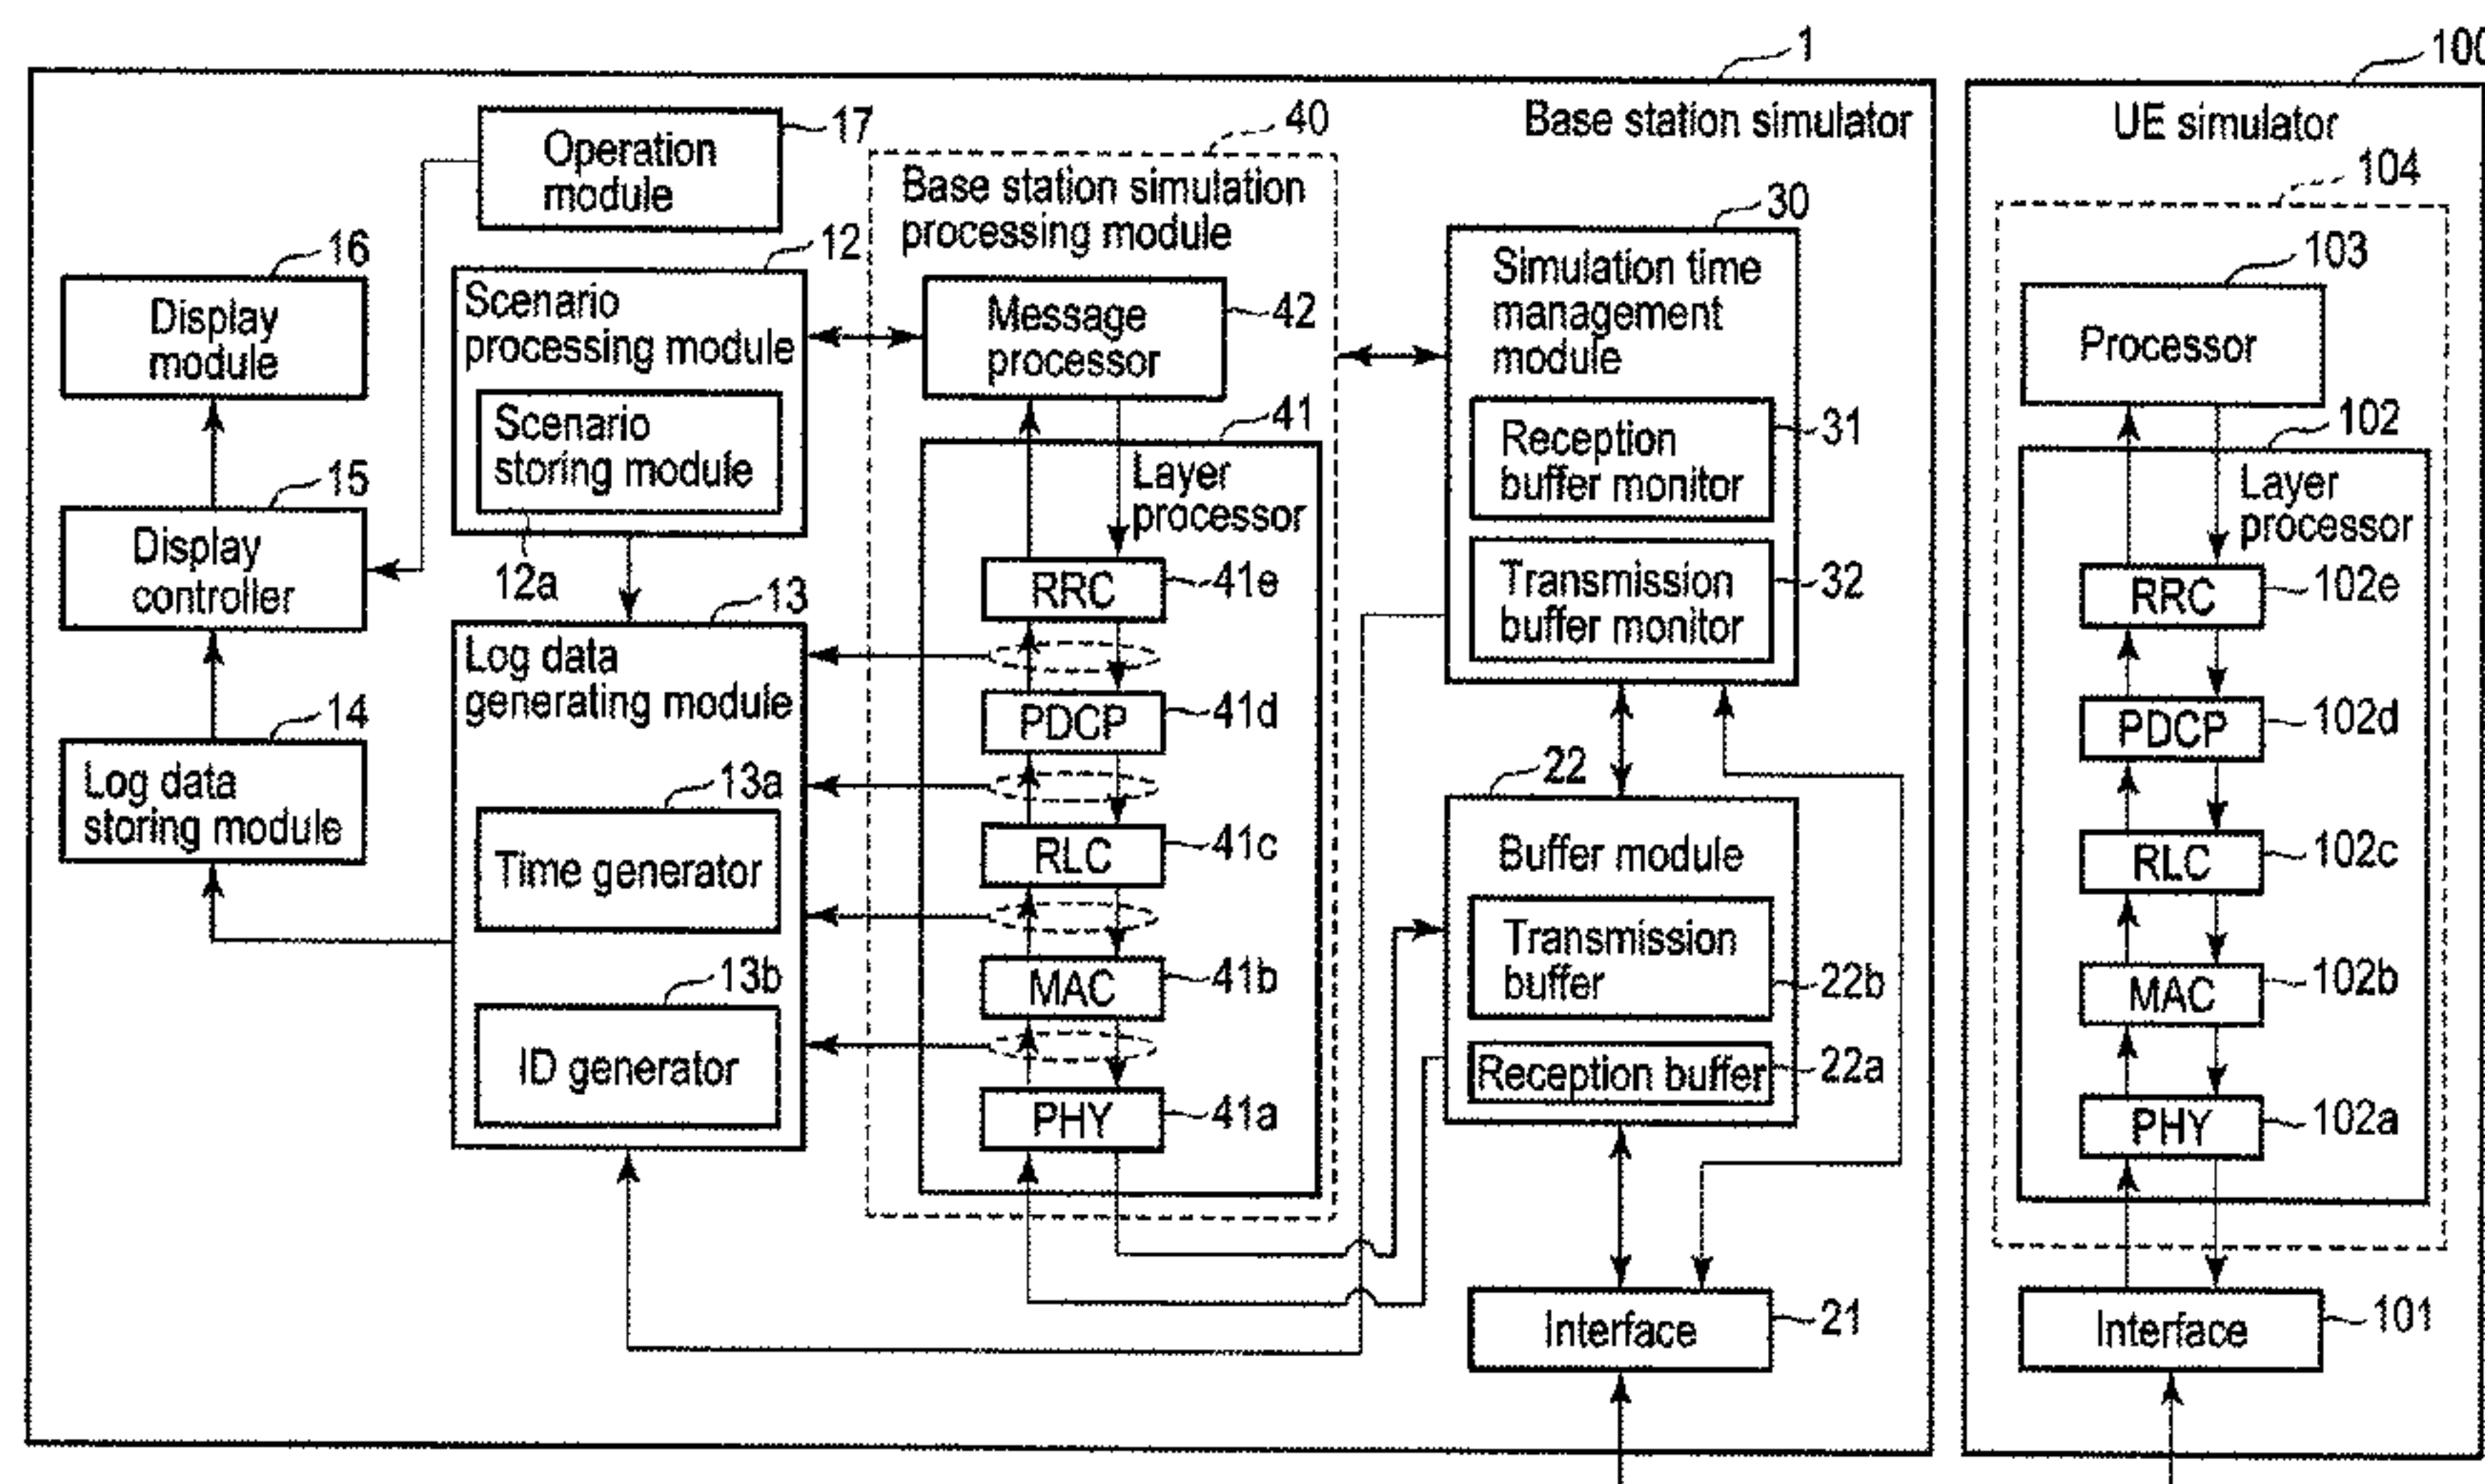 1
100
Base station simulator
UE simulator
Operation
module
17
40
Base station simulation
processing module
104
16
Display
module
12
Scenario
processing module
Scenario
storing module
12a
Message
processor
42
30
Simulation time
management
module
Reception
buffer monitor
31
Transmission
buffer monitor
32
103
Processor
15
Display
controller
41
Layer
processor
RRC
41e
PDCP
41d
RLC
41c
MAC
41b
PHY
41a
102
Layer
processor
RRC
102e
PDCP
102d
RLC
102c
MAC
102b
PHY
102a
14
Log data
storing module
13
Log data
generating module
13a
Time generator
13b
ID generator
22
Buffer module
Transmission
buffer
22b
Reception buffer
22a
Interface
21
Interface
101